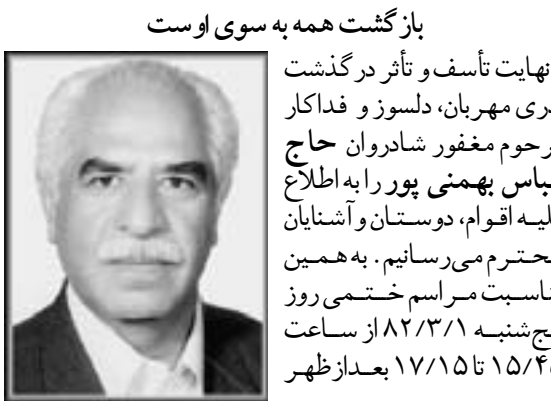 بازگشت همه به سوی اوست
نهایت تأسف و تأثر درگذشت
مهربان، دلسوز و فداکار
مغفور شادروان حاج
بهمنی پور را به اطلاع
اقوام، دوستان و آشنایان
می‌رسانیم. به همین
مراسم ختمی روز
۸۲/۳/۱ از ساعت
تا ۱۷/۱۵ بعدازظهر